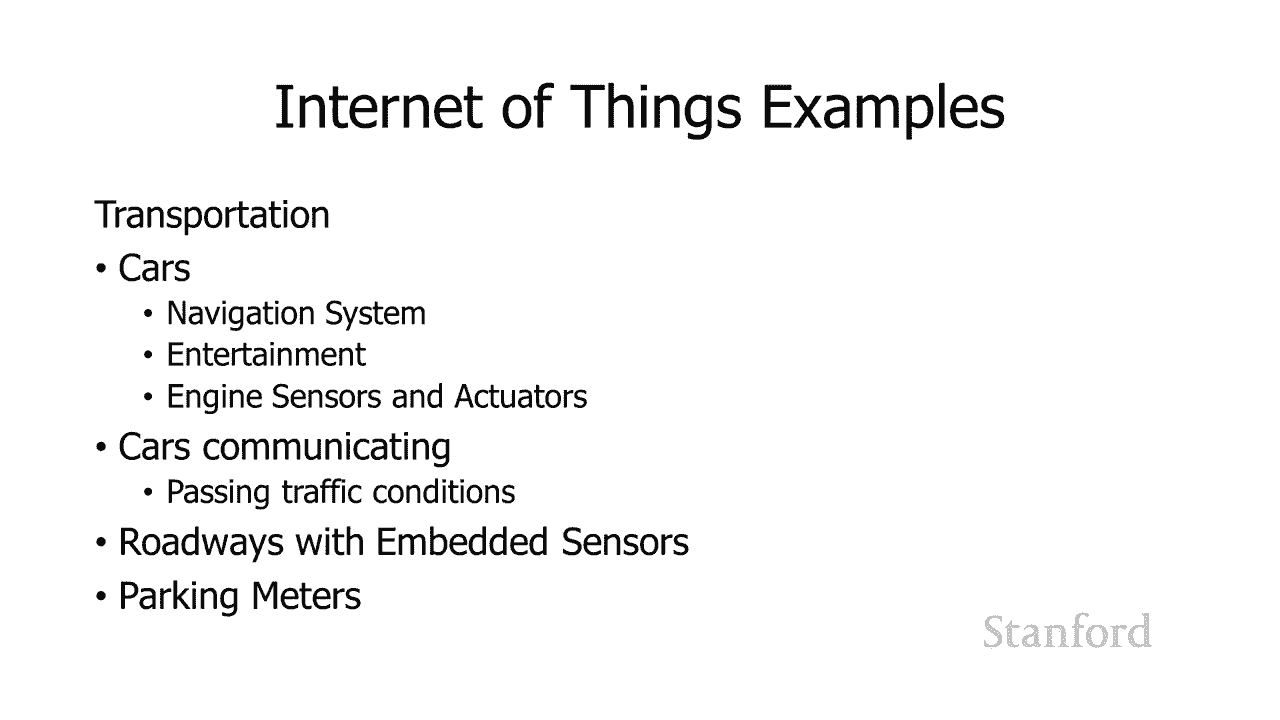 Internet of Things Examples
Transportation
• Cars
• Navigation System
• Entertainment
• Engine Sensors and Actuators
• Cars communicating
• Passing traffic conditions
• Roadways with Embedded Sensors
• Parking Meters
Stanford